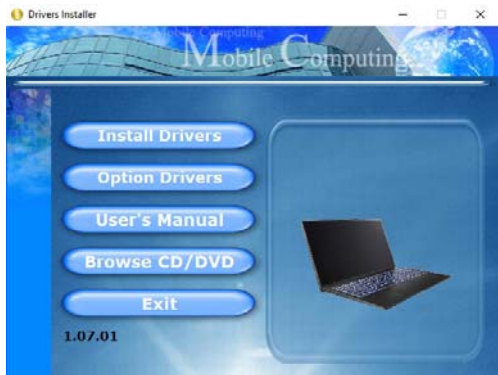 Drivers Installer
Mobile Computing
Mobile Computing
Install Drivers
Option Drivers
User's Manual
Browse CD/DVD
Exit
1.07.01